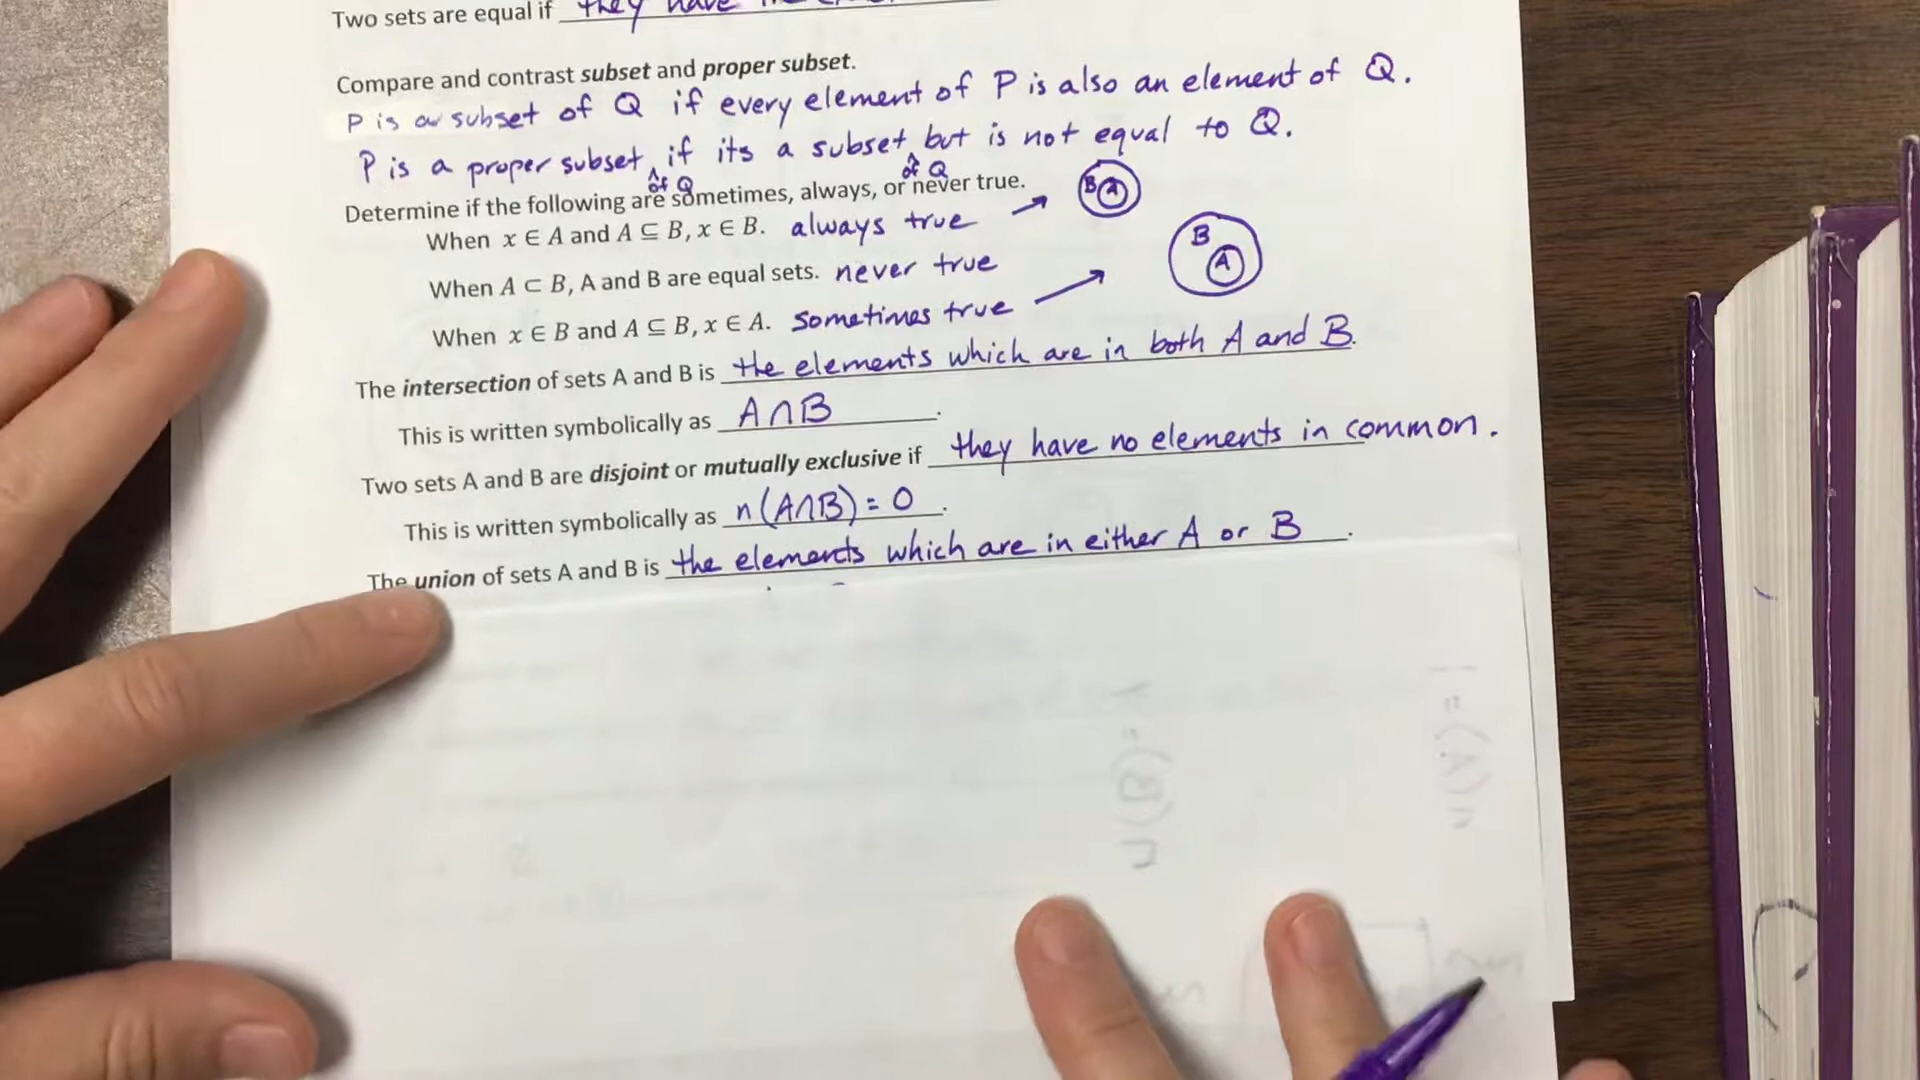 Two sets are equal if they have the
Compare and contrast subset and proper subset.
P is a subset of Q if every element of P is also an element of Q.
P is a proper subset of Q if its a subset of Q but is not equal to Q.
Determine if the following are sometimes, always, or never true.
B A
When x ∈ A and A ⊆ B, x ∈ B. always true
B
A
When A ⊂ B, A and B are equal sets. never true
When x ∈ B and A ⊆ B, x ∈ A. sometimes true
The intersection of sets A and B is the elements which are in both A and B.
This is written symbolically as A∩B.
Two sets A and B are disjoint or mutually exclusive if they have no elements in common.
This is written symbolically as n(A∩B) = 0.
The union of sets A and B is the elements which are in either A or B.
n(B) =
n(A) =